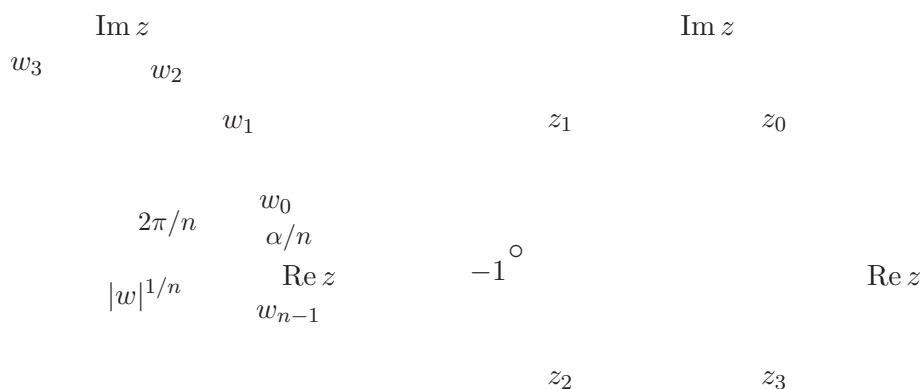 Im z Im z
w_3 w_2
w_1 z_1 z_0
w_0
2π/n α/n
−1°
Re z Re z
|w|^{1/n}
w_{n−1}
z_2 z_3